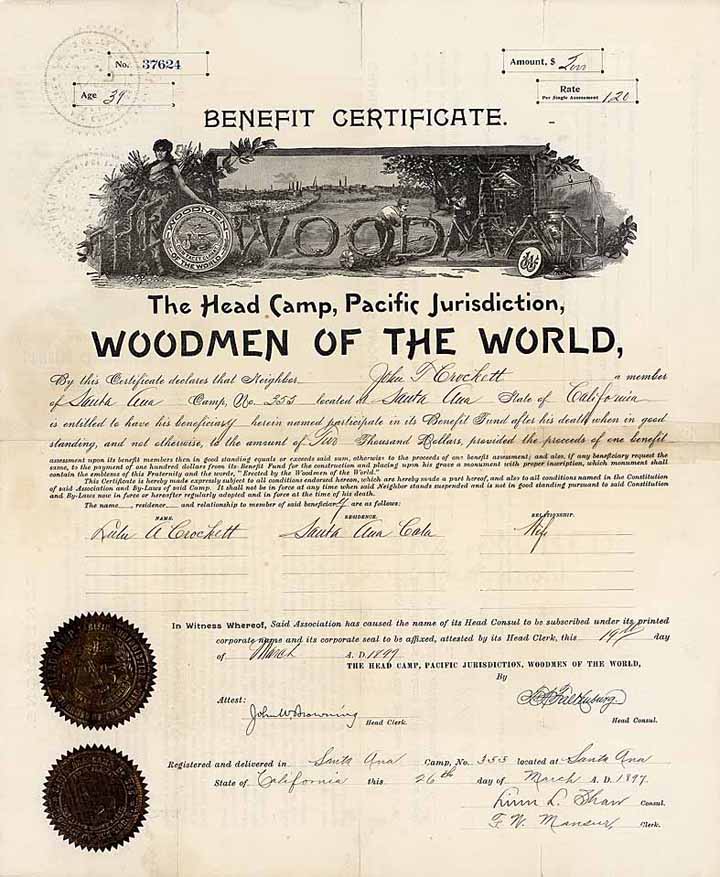 No. 37624
Amount, $ Two
Age 39
Rate
Per Single Assessment 1.20
BENEFIT CERTIFICATE.
THE WOODMAN
WOODMEN
OF THE WORLD
The Head Camp, Pacific Jurisdiction,
WOODMEN OF THE WORLD,
By this Certificate declares that Neighbor John T Crockett a member
of Santa Ana Camp, No. 355 located at Santa Ana State of California
is entitled to have his beneficiary herein named participate in its Benefit Fund after his death when in good
standing, and not otherwise, to the amount of Two Thousand Dollars, provided the proceeds of one benefit
assessment upon its benefit members then in good standing equals or exceeds said sum, otherwise to the proceeds of one benefit assessment; and also, if any beneficiary request the
same, to the payment of one hundred dollars from its Benefit Fund for the construction and placing upon his grave a monument with proper inscription, which monument shall
contain the emblems of this Fraternity and the words, "Erected by the Woodmen of the World."
This Certificate is hereby made expressly subject to all conditions endorsed hereon, which are hereby made a part hereof, and also to all conditions named in the Constitution
of said Association and By-Laws of said Camp. It shall not be in force at any time when said Neighbor stands suspended and is not in good standing pursuant to said Constitution
and By-Laws now in force or hereafter regularly adopted and in force at the time of his death.
The name , residence and relationship to member of said beneficiary are as follows:
NAME. RESIDENCE. RELATIONSHIP.
Lulu A Crockett Santa Ana Cala Wife
In Witness Whereof, Said Association has caused the name of its Head Consul to be subscribed under its printed
corporate name and its corporate seal to be affixed, attested by its Head Clerk, this 19th day
of March A. D. 1897
THE HEAD CAMP, PACIFIC JURISDICTION, WOODMEN OF THE WORLD,
By
Attest:
John W. Browning Head Clerk.
Head Consul.
Registered and delivered in Santa Ana Camp, No. 355 located at Santa Ana
State of California this 26th day of March A. D. 1897.
Linn L. Shaw Consul.
F. W. Mansur, Clerk.